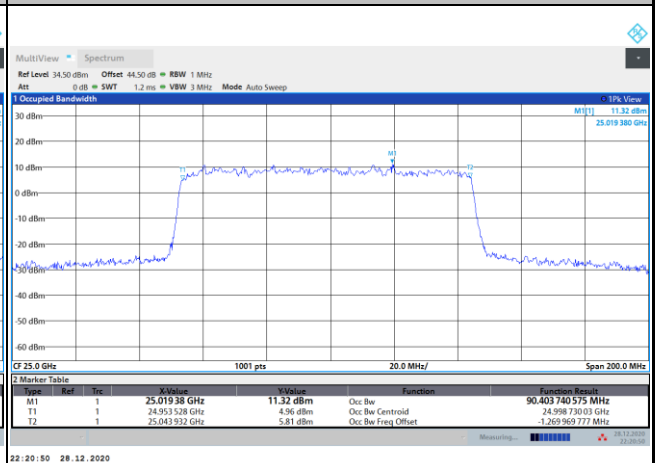 MultiView Spectrum
Ref Level 34.50 dBm Offset 44.50 dB RBW 1 MHz
Att 0 dB SWT 1.2 ms VBW 3 MHz Mode Auto Sweep
1 Occupied Bandwidth 1Pk View
M1[1] 11.32 dBm
25.019 380 GHz
30 dBm
20 dBm
M1
10 dBm
T1
T2
0 dBm
-10 dBm
-20 dBm
-30 dBm
-40 dBm
-50 dBm
-60 dBm
CF 25.0 GHz 1001 pts 20.0 MHz/ Span 200.0 MHz
2 Marker Table
Type Ref Trc X-Value Y-Value Function Function Result
M1 1 25.019 38 GHz 11.32 dBm Occ Bw 90.403 740 575 MHz
T1 1 24.953 528 GHz 4.96 dBm Occ Bw Centroid 24.998 730 03 GHz
T2 1 25.043 932 GHz 5.81 dBm Occ Bw Freq Offset -1.269 969 777 MHz
Measuring... 28.12.2020
22:20:50
22:20:50 28.12.2020